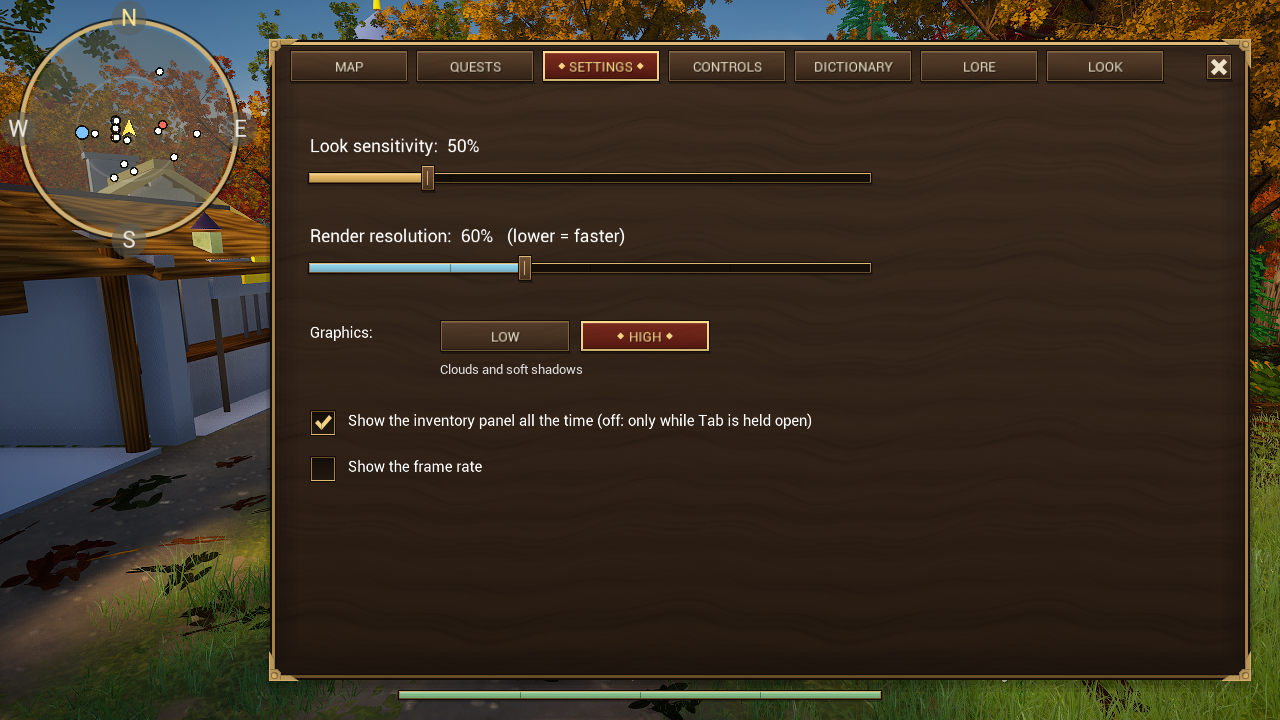 N
W
E
S
MAP
QUESTS
SETTINGS
CONTROLS
DICTIONARY
LORE
LOOK
Look sensitivity: 50%
Render resolution: 60% (lower = faster)
Graphics:
LOW
HIGH
Clouds and soft shadows
Show the inventory panel all the time (off: only while Tab is held open)
Show the frame rate